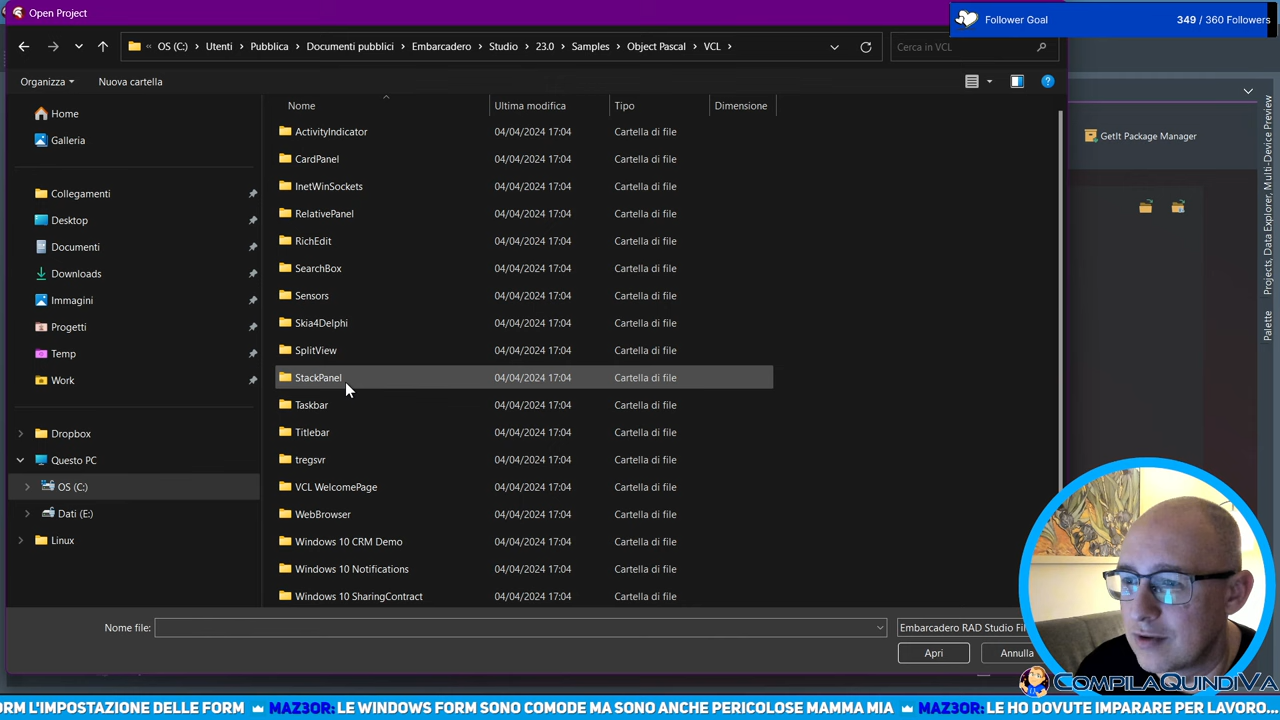 Open Project
Follower Goal
349 / 360 Followers
OS (C:) > Utenti > Pubblica > Documenti pubblici > Embarcadero > Studio > 23.0 > Samples > Object Pascal > VCL >
Cerca in VCL
Organizza
Nuova cartella
Home
Galleria
Collegamenti
Desktop
Documenti
Downloads
Immagini
Progetti
Temp
Work
Dropbox
Questo PC
OS (C:)
Dati (E:)
Linux
Nome Ultima modifica Tipo Dimensione
ActivityIndicator 04/04/2024 17:04 Cartella di file
CardPanel 04/04/2024 17:04 Cartella di file
InetWinSockets 04/04/2024 17:04 Cartella di file
RelativePanel 04/04/2024 17:04 Cartella di file
RichEdit 04/04/2024 17:04 Cartella di file
SearchBox 04/04/2024 17:04 Cartella di file
Sensors 04/04/2024 17:04 Cartella di file
Skia4Delphi 04/04/2024 17:04 Cartella di file
SplitView 04/04/2024 17:04 Cartella di file
StackPanel 04/04/2024 17:04 Cartella di file
Taskbar 04/04/2024 17:04 Cartella di file
Titlebar 04/04/2024 17:04 Cartella di file
tregsvr 04/04/2024 17:04 Cartella di file
VCL WelcomePage 04/04/2024 17:04 Cartella di file
WebBrowser 04/04/2024 17:04 Cartella di file
Windows 10 CRM Demo 04/04/2024 17:04 Cartella di file
Windows 10 Notifications 04/04/2024 17:04 Cartella di file
Windows 10 SharingContract 04/04/2024 17:04 Cartella di file
Nome file:
Embarcadero RAD Studio Fil
Apri
Annulla
GetIt Package Manager
Projects, Data Explorer, Multi-Device Preview
Palette
COMPILAQUINDIVA
ORM L'IMPOSTAZIONE DELLE FORM MAZ3OR: LE WINDOWS FORM SONO COMODE MA SONO ANCHE PERICOLOSE MAMMA MIA MAZ3OR: LE HO DOVUTE IMPARARE PER LAVORO...